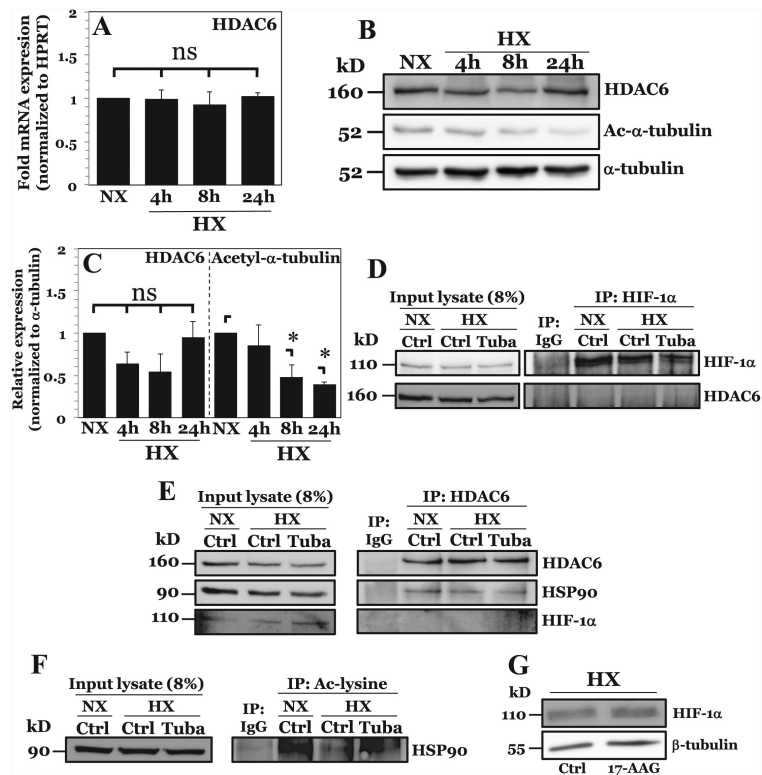 A
HDAC6
Fold mRNA expression
(normalized to HPRT)
2
1.5
1
0.5
0
ns
NX 4h 8h 24h
HX
B
HX
kD NX 4h 8h 24h
160 HDAC6
52 Ac-α-tubulin
52 α-tubulin
C
HDAC6 Acetyl-α-tubulin
Relative expression
(normalized to α-tubulin)
2
1.5
1
0.5
0
ns
* *
NX 4h 8h 24h NX 4h 8h 24h
HX HX
D
Input lysate (8%) IP: HIF-1α
NX HX IP: NX HX
kD Ctrl Ctrl Tuba IgG Ctrl Ctrl Tuba
110 HIF-1α
160 HDAC6
E
Input lysate (8%) IP: HDAC6
NX HX IP: NX HX
kD Ctrl Ctrl Tuba IgG Ctrl Ctrl Tuba
160 HDAC6
90 HSP90
110 HIF-1α
F
Input lysate (8%) IP: Ac-lysine
NX HX IP: NX HX
kD Ctrl Ctrl Tuba IgG Ctrl Ctrl Tuba
90 HSP90
G
HX
kD
110 HIF-1α
55 β-tubulin
Ctrl 17-AAG